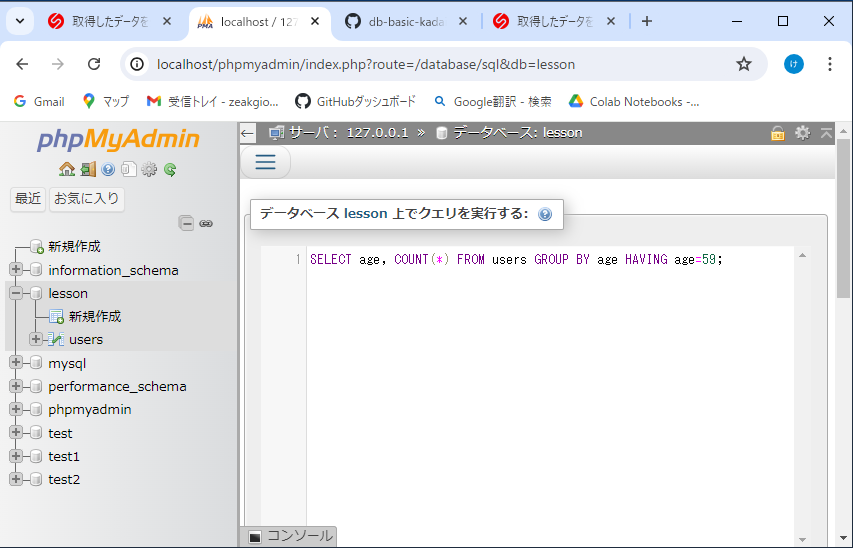 取得したデータを
localhost / 127
db-basic-kada
取得したデータを
localhost/phpmyadmin/index.php?route=/database/sql&db=lesson
け
Gmail
マップ
受信トレイ - zeakgio...
GitHubダッシュボード
Google翻訳 - 検索
Colab Notebooks -...
phpMyAdmin
最近
お気に入り
新規作成
information_schema
lesson
新規作成
users
mysql
performance_schema
phpmyadmin
test
test1
test2
サーバ: 127.0.0.1 » データベース: lesson
データベース lesson 上でクエリを実行する:
1 SELECT age, COUNT(*) FROM users GROUP BY age HAVING age=59;
コンソール